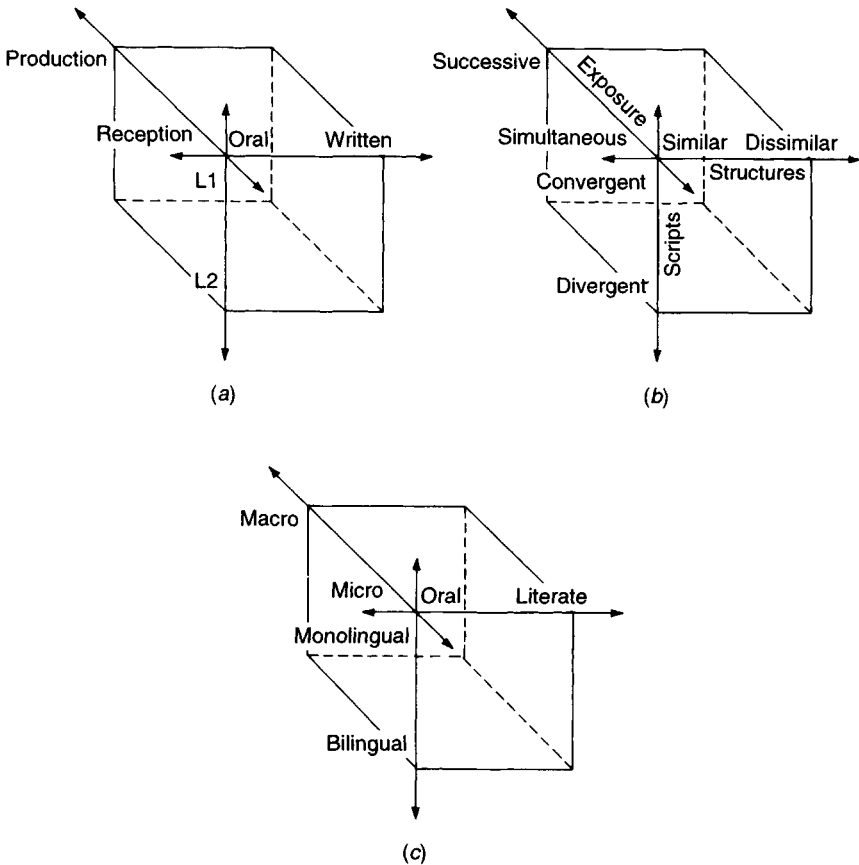 Production
Reception
Oral
Written
L1
L2
(a)
Successive
Exposure
Simultaneous
Similar
Dissimilar
Structures
Convergent
Scripts
Divergent
(b)
Macro
Micro
Oral
Literate
Monolingual
Bilingual
(c)